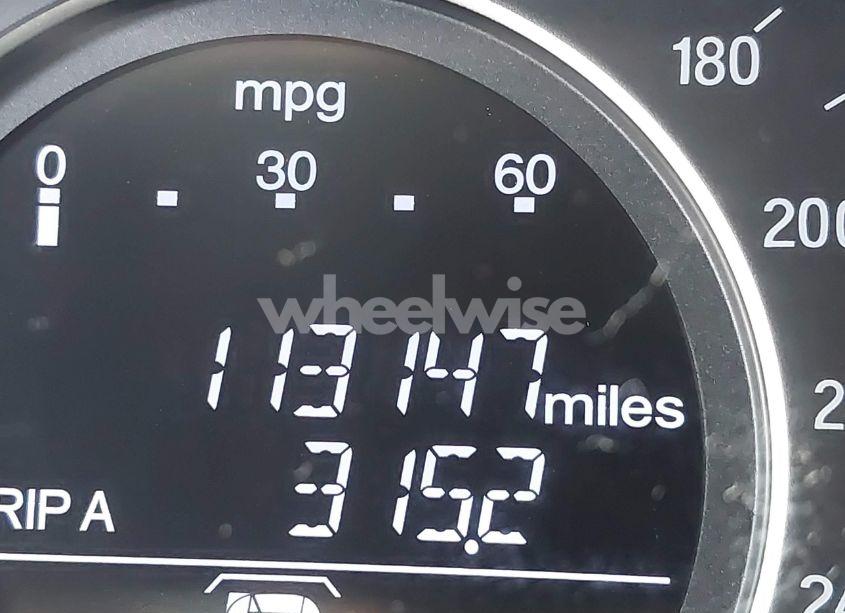 mpg
180
0 30 60
200
wheelwise
113147 miles
RIP A 315.2